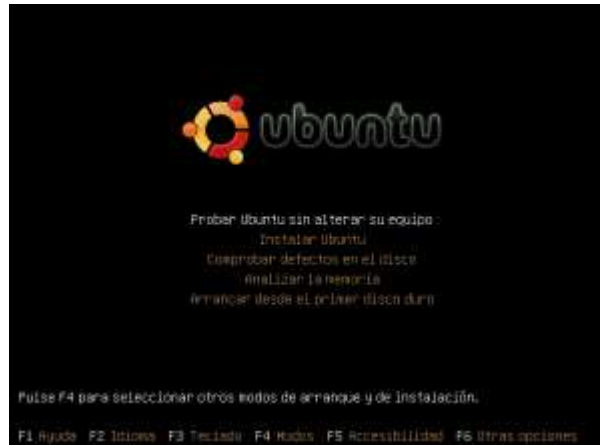 ubuntu
Probar Ubuntu sin alterar su equipo
Instalar Ubuntu
Comprobar defectos en el disco
Analizar la memoria
Arrancar desde el primer disco duro
Pulse F4 para seleccionar otros modos de arranque y de instalación.
F1 Ayuda F2 Idioma F3 Teclado F4 Modos F5 Accesibilidad F6 Otras opciones